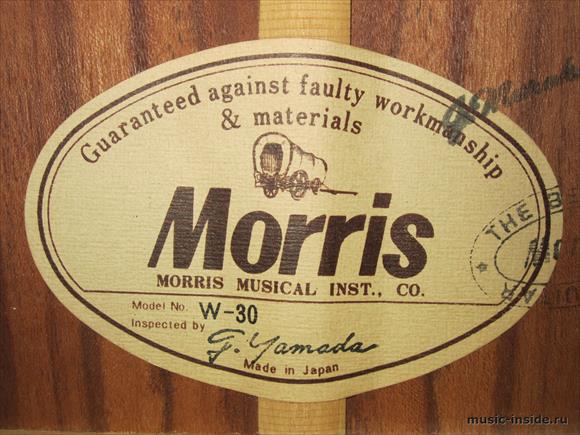 Guaranteed against faulty workmanship
& materials
Morris
MORRIS MUSICAL INST., CO.
Model No. W-30
Inspected by G. Yamada
Made in Japan
THE
music-inside.ru